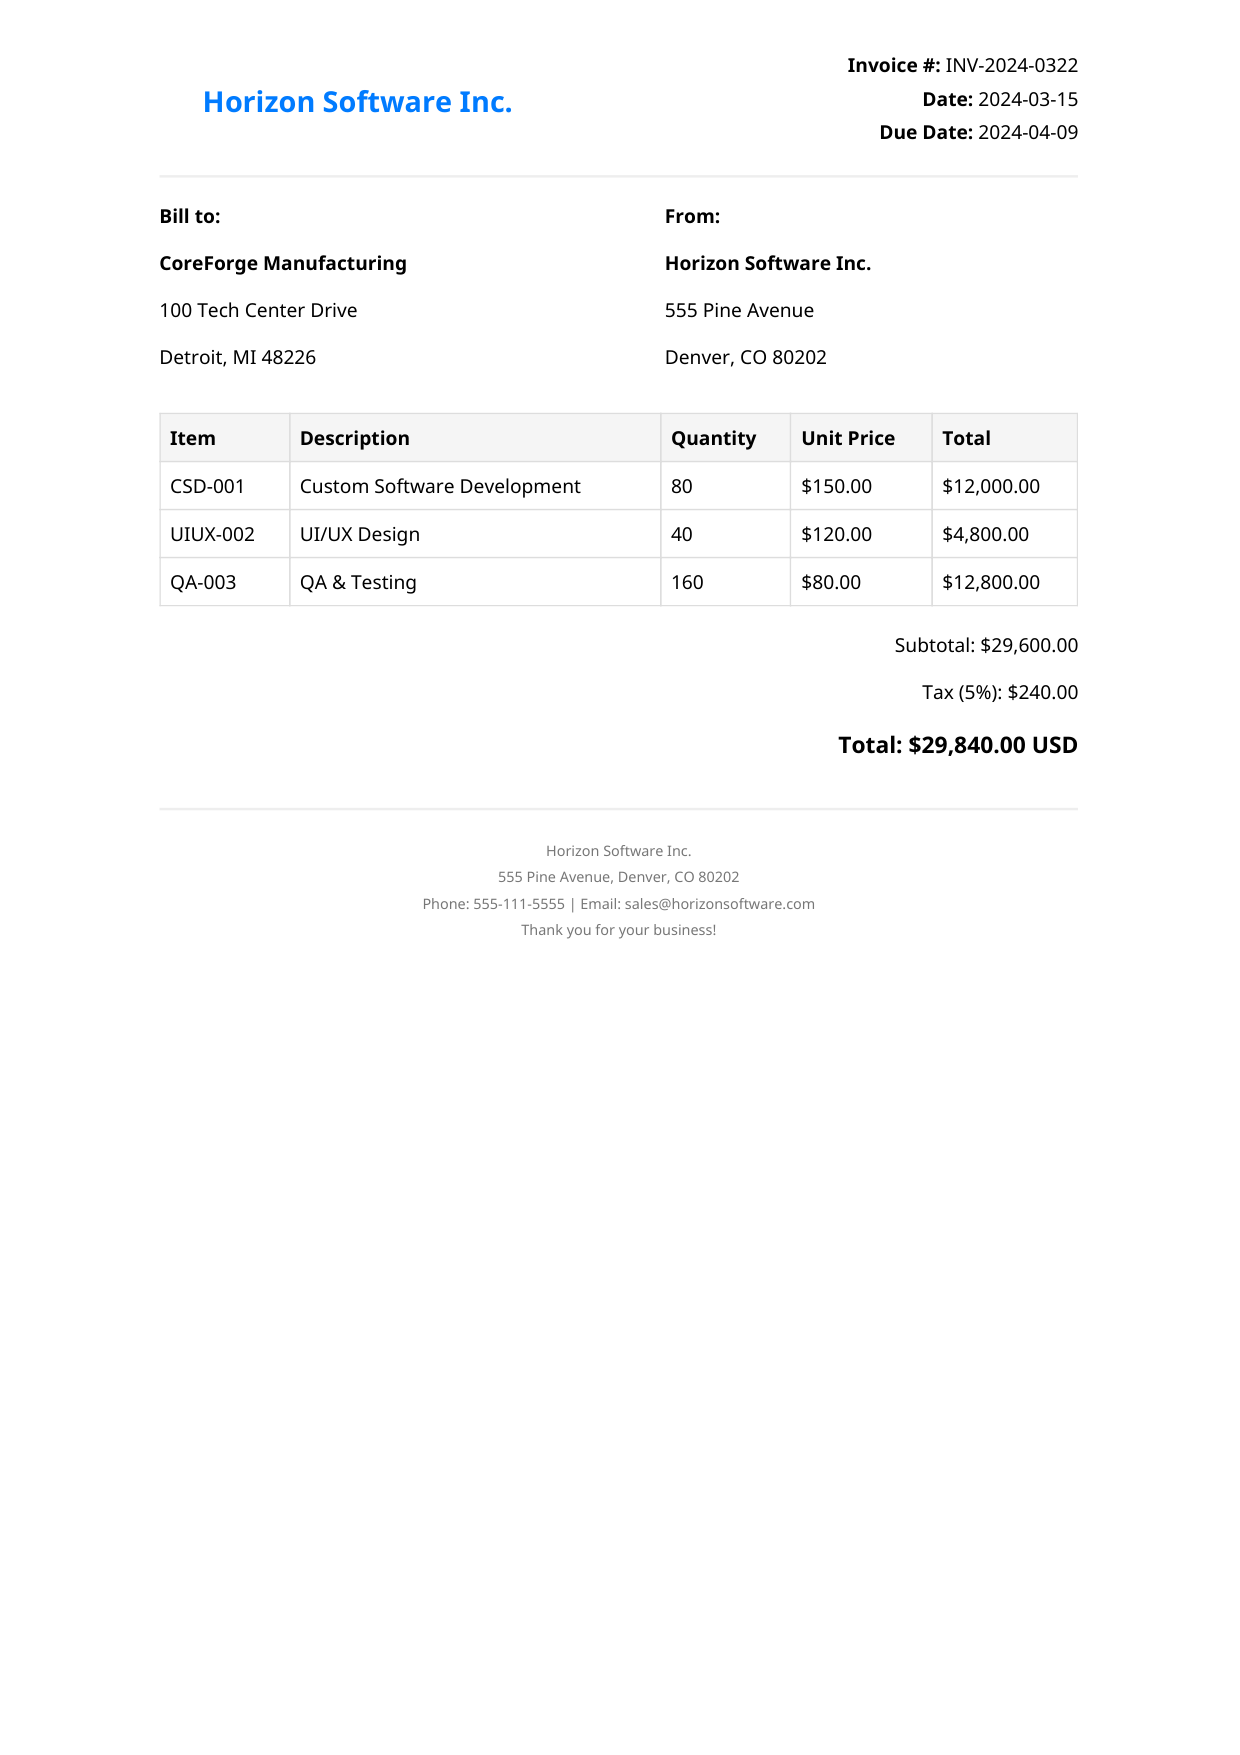 Horizon Software Inc.
Invoice #: INV-2024-0322
Date: 2024-03-15
Due Date: 2024-04-09
Bill to:
CoreForge Manufacturing
100 Tech Center Drive
Detroit, MI 48226
From:
Horizon Software Inc.
555 Pine Avenue
Denver, CO 80202
Item Description Quantity Unit Price Total
CSD-001 Custom Software Development 80 $150.00 $12,000.00
UIUX-002 UI/UX Design 40 $120.00 $4,800.00
QA-003 QA & Testing 160 $80.00 $12,800.00
Subtotal: $29,600.00
Tax (5%): $240.00
Total: $29,840.00 USD
Horizon Software Inc.
555 Pine Avenue, Denver, CO 80202
Phone: 555-111-5555 | Email: sales@horizonsoftware.com
Thank you for your business!